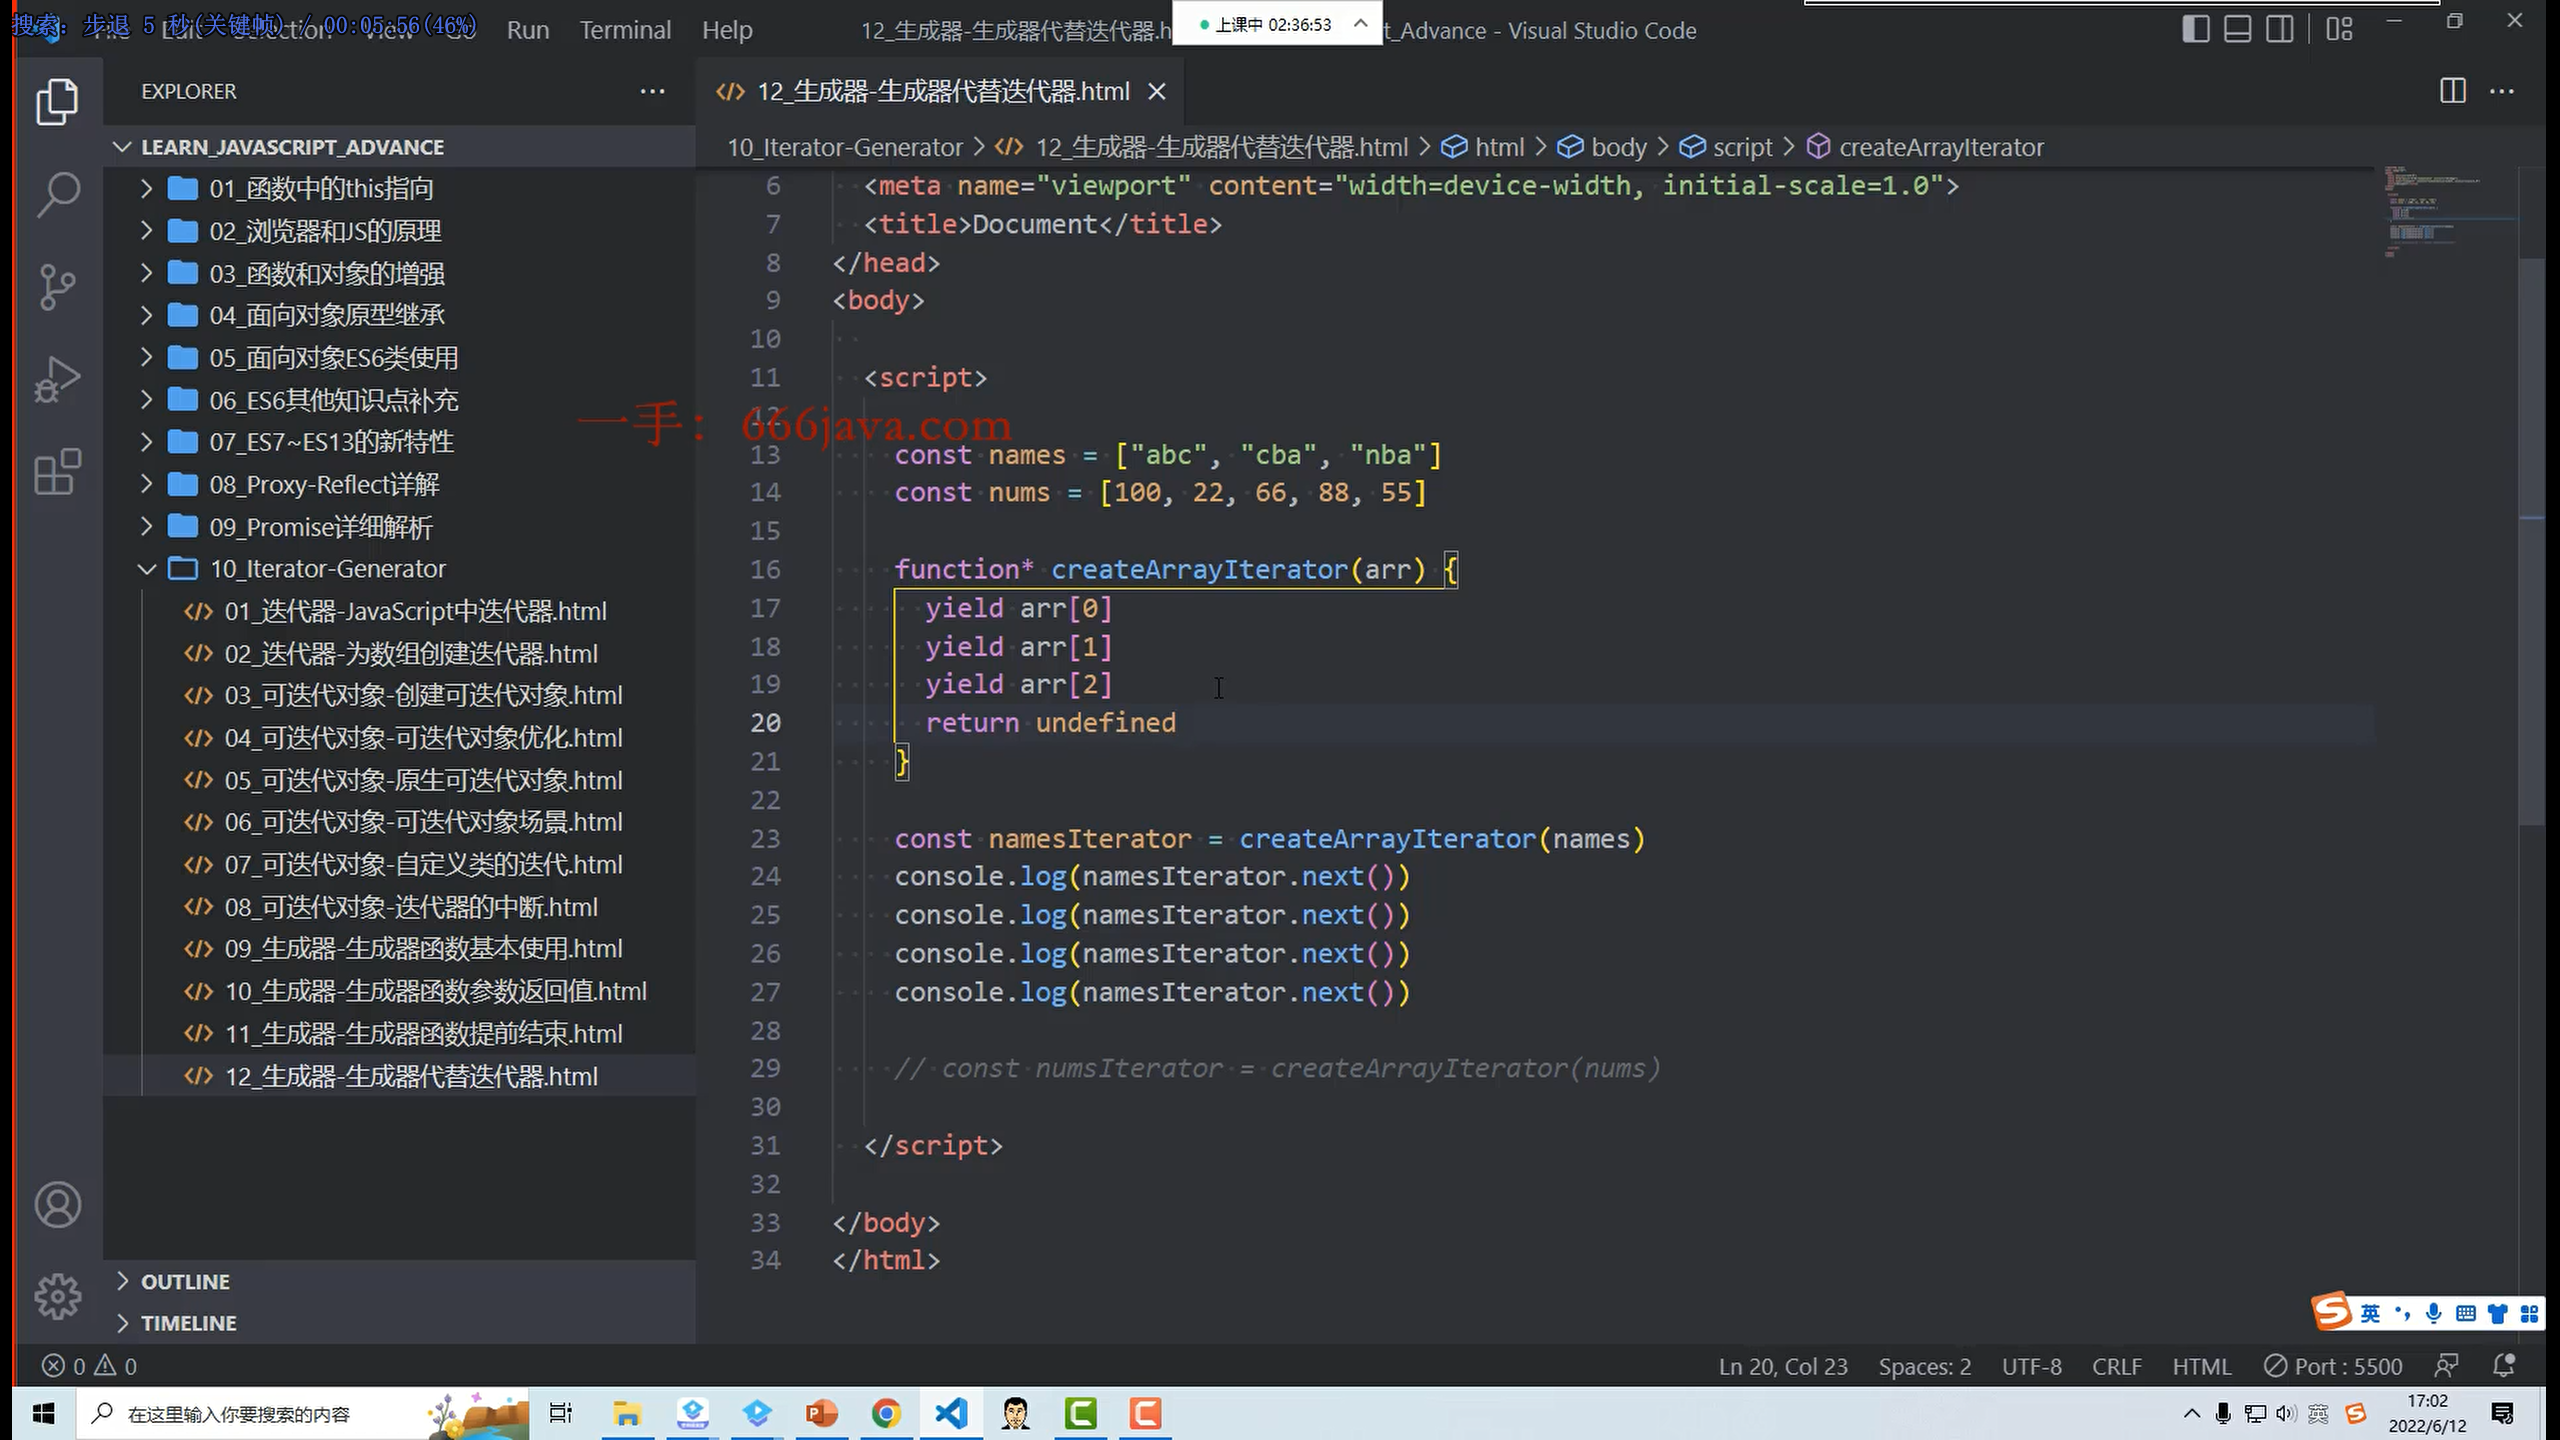 搜索: 步退 5 秒(关键帧) / 00:05:56(46%)
File Edit Selection View Go Run Terminal Help
上课中 02:36:53
12_生成器-生成器代替迭代器.h
t_Advance - Visual Studio Code
EXPLORER
LEARN_JAVASCRIPT_ADVANCE
01_函数中的this指向
02_浏览器和JS的原理
03_函数和对象的增强
04_面向对象原型继承
05_面向对象ES6类使用
06_ES6其他知识点补充
07_ES7~ES13的新特性
08_Proxy-Reflect详解
09_Promise详细解析
10_Iterator-Generator
01_迭代器-JavaScript中迭代器.html
02_迭代器-为数组创建迭代器.html
03_可迭代对象-创建可迭代对象.html
04_可迭代对象-可迭代对象优化.html
05_可迭代对象-原生可迭代对象.html
06_可迭代对象-可迭代对象场景.html
07_可迭代对象-自定义类的迭代.html
08_可迭代对象-迭代器的中断.html
09_生成器-生成器函数基本使用.html
10_生成器-生成器函数参数返回值.html
11_生成器-生成器函数提前结束.html
12_生成器-生成器代替迭代器.html
OUTLINE
TIMELINE
12_生成器-生成器代替迭代器.html
10_Iterator-Generator > 12_生成器-生成器代替迭代器.html > html > body > script > createArrayIterator
6 <meta name="viewport" content="width=device-width, initial-scale=1.0">
7 <title>Document</title>
8 </head>
9 <body>
10
11 <script>
12
一手：666java.com
13 const names = ["abc", "cba", "nba"]
14 const nums = [100, 22, 66, 88, 55]
15
16 function* createArrayIterator(arr) {
17 yield arr[0]
18 yield arr[1]
19 yield arr[2]
20 return undefined
21 }
22
23 const namesIterator = createArrayIterator(names)
24 console.log(namesIterator.next())
25 console.log(namesIterator.next())
26 console.log(namesIterator.next())
27 console.log(namesIterator.next())
28
29 // const numsIterator = createArrayIterator(nums)
30
31 </script>
32
33 </body>
34 </html>
英
0 0
Ln 20, Col 23 Spaces: 2 UTF-8 CRLF HTML Port : 5500
在这里输入你要搜索的内容
英
17:02
2022/6/12